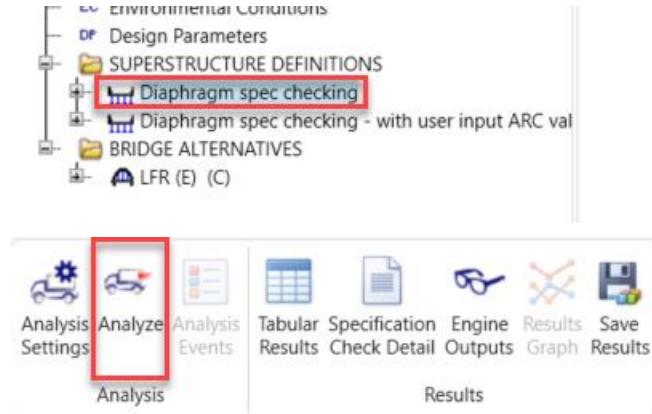 EC Environmental Conditions
DP Design Parameters
SUPERSTRUCTURE DEFINITIONS
Diaphragm spec checking
Diaphragm spec checking - with user input ARC val
BRIDGE ALTERNATIVES
LFR (E) (C)
Analysis Settings
Analyze
Analysis Events
Tabular Results
Specification Check Detail
Engine Outputs
Results Graph
Save Results
Analysis
Results